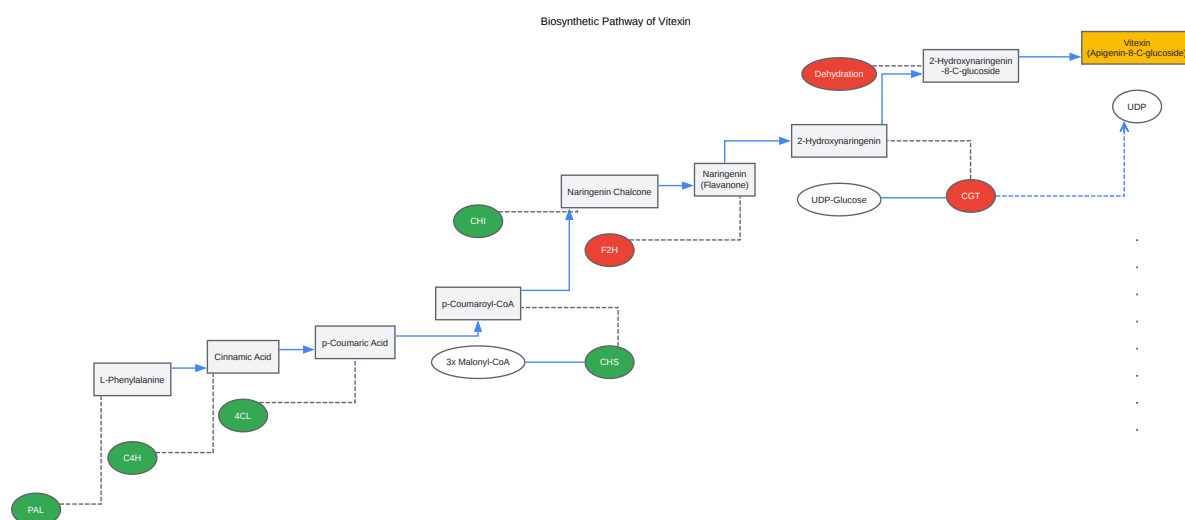 Biosynthetic Pathway of Vitexin
Vitexin
(Apigenin-8-C-glucoside)
2-Hydroxynaringenin
-8-C-glucoside
Dehydration
UDP
2-Hydroxynaringenin
Naringenin
(Flavanone)
Naringenin Chalcone
UDP-Glucose
CGT
CHI
F2H
p-Coumaroyl-CoA
p-Coumaric Acid
Cinnamic Acid
3x Malonyl-CoA
CHS
L-Phenylalanine
4CL
C4H
PAL